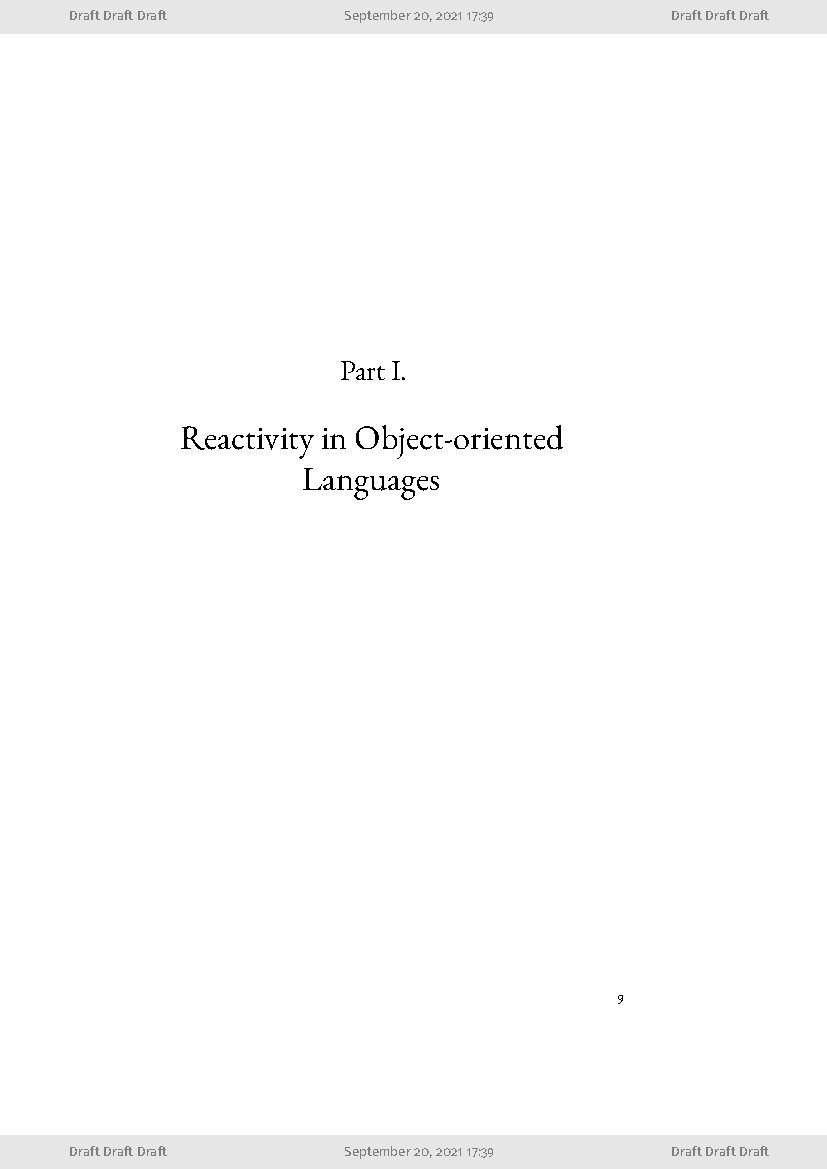 Draft Draft Draft September 20, 2021 17:39 Draft Draft Draft
Part I.
Reactivity in Object-oriented
Languages
9
Draft Draft Draft September 20, 2021 17:39 Draft Draft Draft